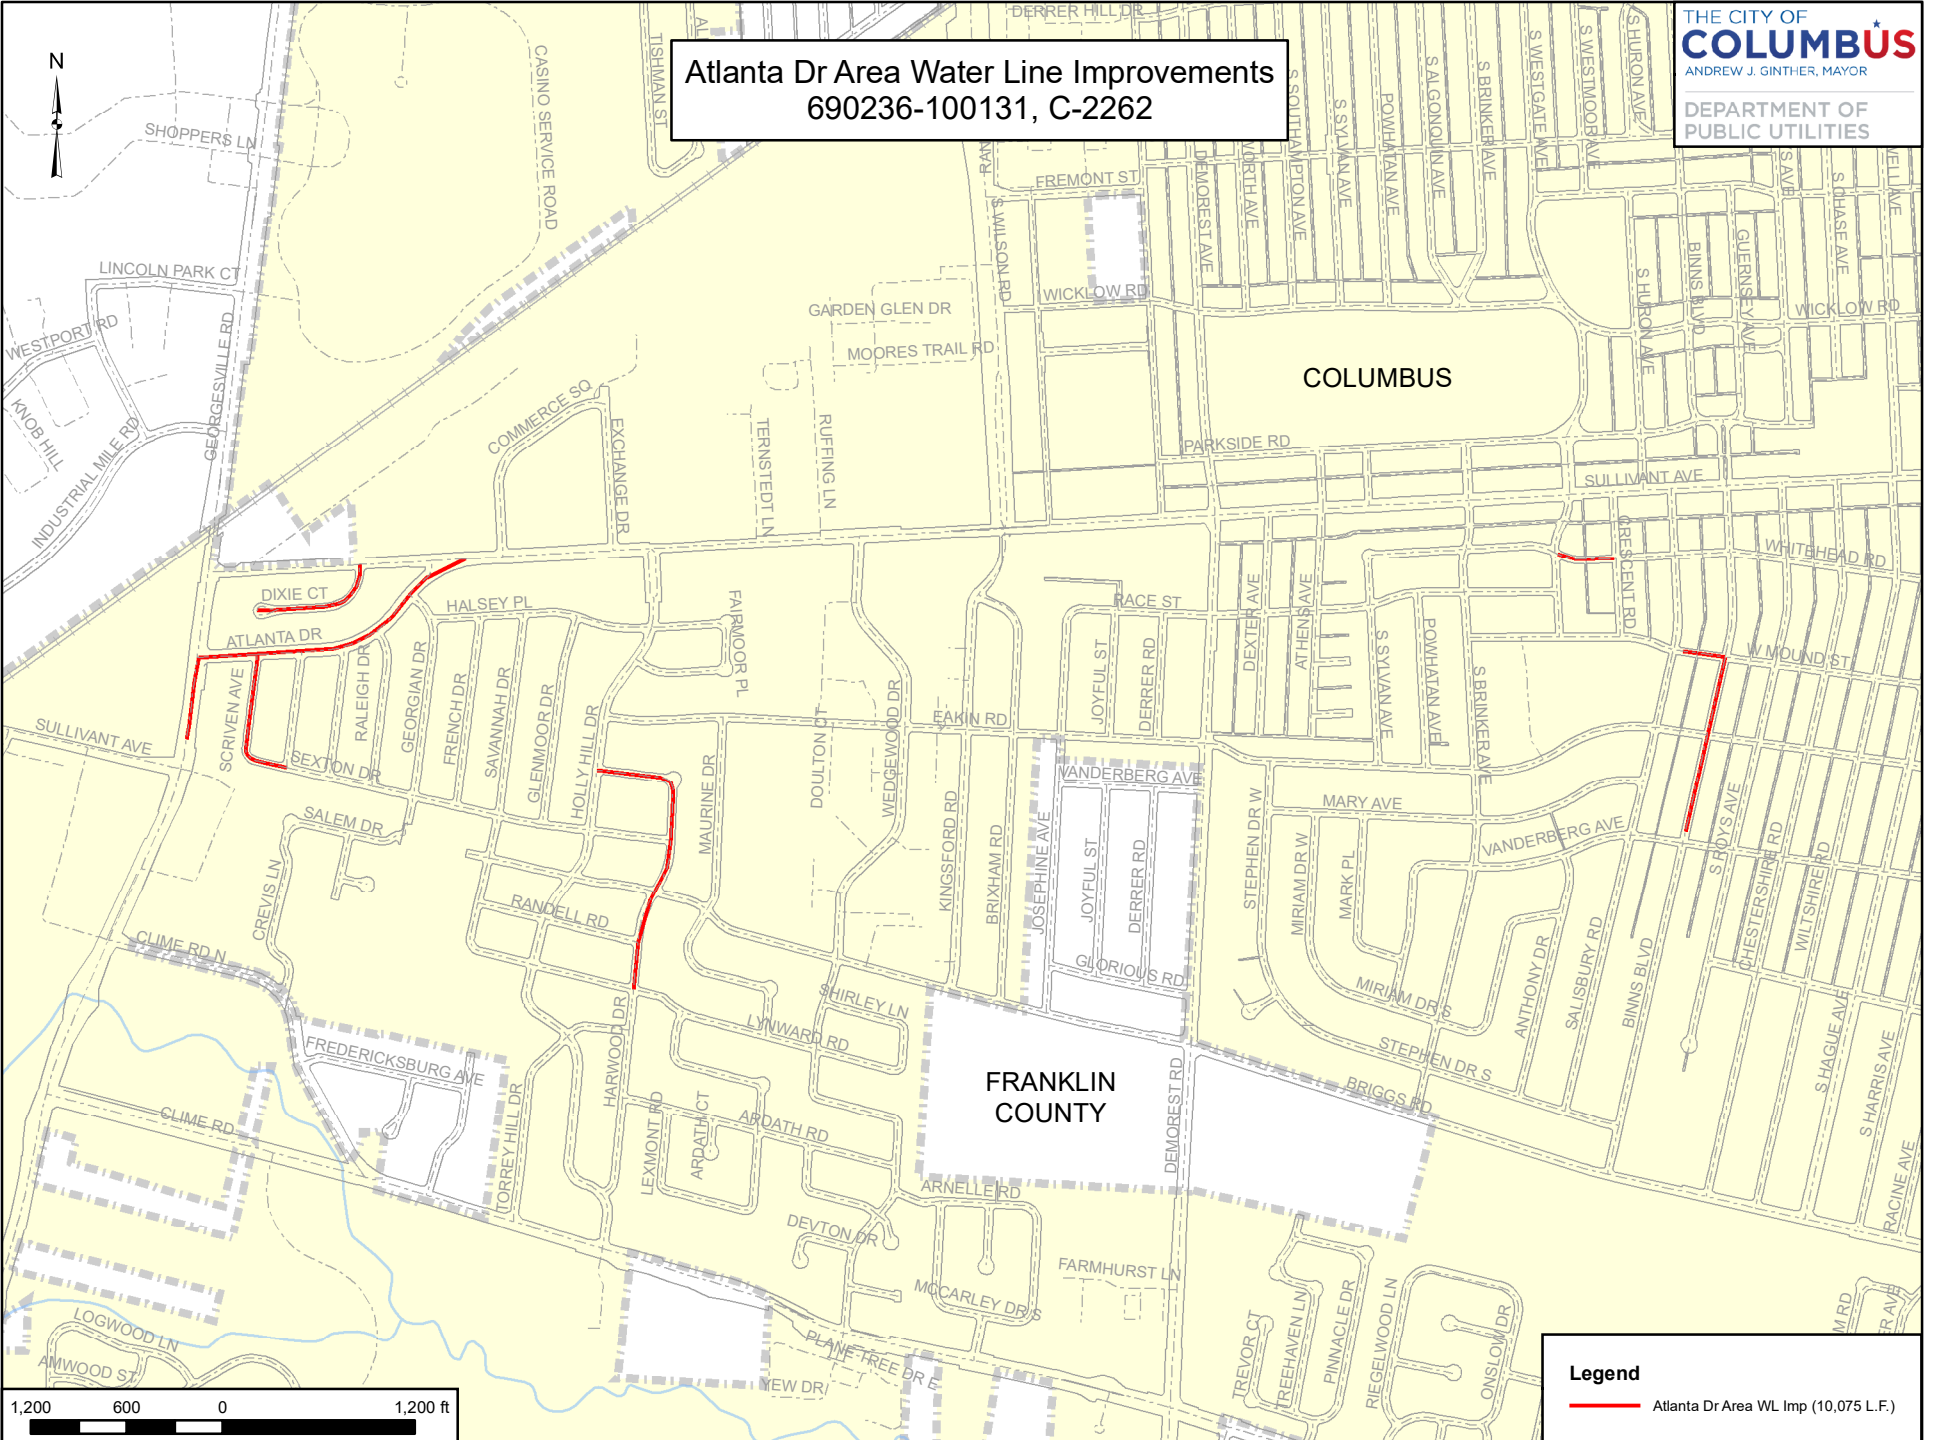 Atlanta Dr Area Water Line Improvements
690236-100131, C-2262
THE CITY OF
COLUMBUS
ANDREW J. GINTHER, MAYOR
DEPARTMENT OF
PUBLIC UTILITIES
N
DERRER HILL DR
TISHMAN ST
CASINO SERVICE ROAD
SHOPPERS LN
S SOUTHAMPTON AVE
S SYLVAN AVE
POWHATAN AVE
S ALGONQUIN AVE
S BRINKER AVE
S WESTGATE AVE
S WESTMOOR AVE
S HURON AVE
DEMOREST AVE
WORTH AVE
FREMONT ST
S CHASE AVE
S WILSON RD
BINNS BLVD
GUERNSEY AVE
S HURON AVE
LINCOLN PARK CT
WICKLOW RD
WICKLOW RD
GARDEN GLEN DR
MOORES TRAIL RD
WESTPORT RD
GEORGESVILLE RD
KNOB HILL
INDUSTRIAL MILE RD
COLUMBUS
COMMERCE SQ
EXCHANGE DR
TERNSTEDT LN
RUFFING LN
PARKSIDE RD
SULLIVANT AVE
CRESCENT RD
WHITEHEAD RD
DIXIE CT
HALSEY PL
FAIRMOOR PL
RACE ST
DEXTER AVE
ATHENS AVE
ATLANTA DR
JOYFUL ST
DERRER RD
S SYLVAN AVE
POWHATAN AVE
S BRINKER AVE
W MOUND ST
SULLIVANT AVE
SCRIVEN AVE
RALEIGH DR
GEORGIAN DR
FRENCH DR
SAVANNAH DR
GLENMOOR DR
HOLLY HILL DR
SEXTON DR
MAURINE DR
DOULTON CT
WEDGEWOOD DR
EAKIN RD
VANDERBERG AVE
MARY AVE
VANDERBERG AVE
SALEM DR
CREVIS LN
RANDELL RD
KINGSFORD RD
BRIXHAM RD
JOSEPHINE AVE
JOYFUL ST
DERRER RD
STEPHEN DR W
MIRIAM DR W
MARK PL
S ROYS AVE
CHESTERSHIRE RD
WILTSHIRE RD
CLIME RD N
GLORIOUS RD
MIRIAM DR S
ANTHONY DR
SALISBURY RD
BINNS BLVD
SHIRLEY LN
LYNWARD RD
HARWOOD DR
FREDERICKSBURG AVE
STEPHEN DR S
BRIGGS RD
S HAGUE AVE
S HARRIS AVE
RACINE AVE
FRANKLIN
COUNTY
DEMOREST RD
CLIME RD
TORREY HILL DR
LEXMONT RD
ARDATH CT
ARDATH RD
ARNELLE RD
DEVTON DR
FARMHURST LN
MCCARLEY DR S
LOGWOOD LN
AMWOOD ST
PLANE TREE DR E
YEW DR
TREVOR CT
TREEHAVEN LN
PINNACLE DR
RIEGELWOOD LN
ONSLOW DR
1,200 600 0 1,200 ft
Legend
Atlanta Dr Area WL Imp (10,075 L.F.)